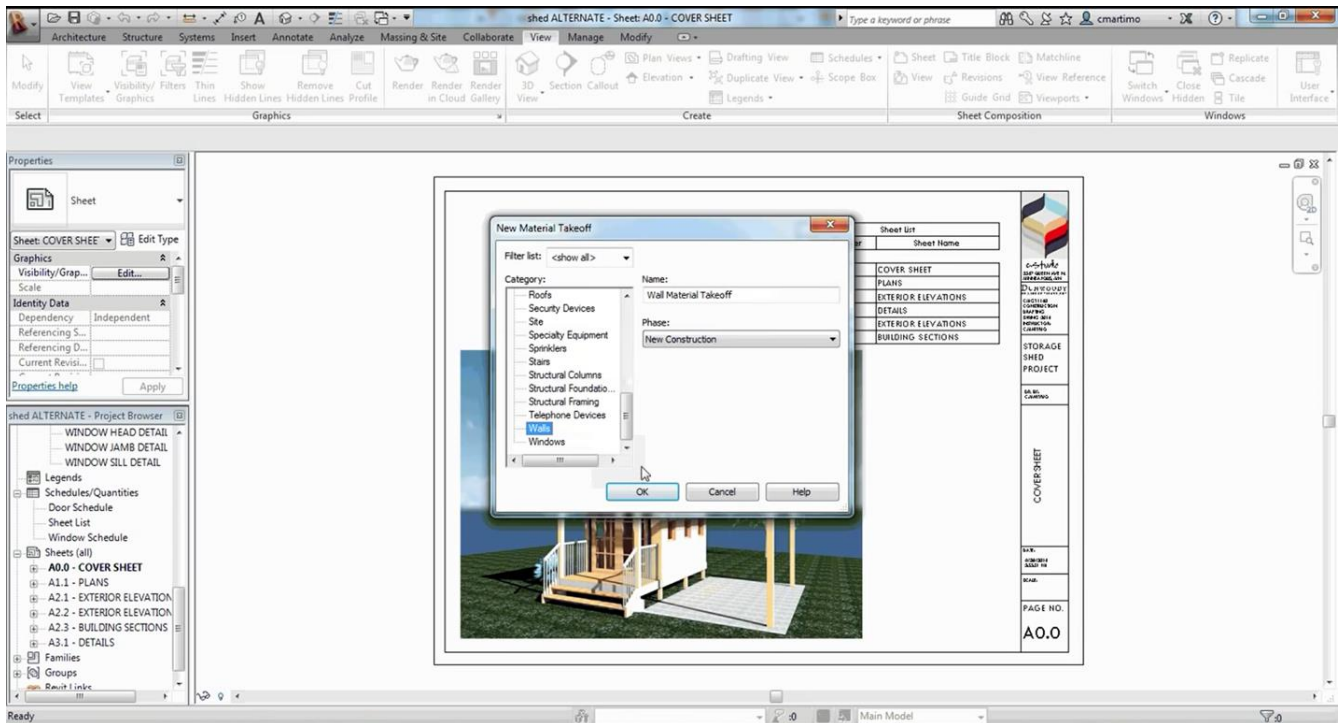 shed ALTERNATE - Sheet: A0.0 - COVER SHEET
Type a keyword or phrase
cmartimo
Architecture Structure Systems Insert Annotate Analyze Massing & Site Collaborate View Manage Modify
Plan Views Drafting View Schedules Sheet Title Block Matchline Replicate
Elevation Duplicate View Scope Box View Revisions View Reference Cascade
Legends Guide Grid Viewports Tile
Modify View Templates Visibility/ Graphics Filters Thin Lines Show Hidden Lines Remove Hidden Lines Cut Profile Render Render in Cloud Render Gallery 3D View Section Callout Switch Windows Close Hidden User Interface
Select Graphics Create Sheet Composition Windows
Properties
Sheet
Sheet: COVER SHEE Edit Type
Graphics
Visibility/Grap... Edit...
Scale
Identity Data
Dependency Independent
Referencing S...
Referencing D...
Current Revisi...
Properties help Apply
shed ALTERNATE - Project Browser
WINDOW HEAD DETAIL
WINDOW JAMB DETAIL
WINDOW SILL DETAIL
Legends
Schedules/Quantities
Door Schedule
Sheet List
Window Schedule
Sheets (all)
A0.0 - COVER SHEET
A1.1 - PLANS
A2.1 - EXTERIOR ELEVATION
A2.2 - EXTERIOR ELEVATION
A2.3 - BUILDING SECTIONS
A3.1 - DETAILS
Families
Groups
Revit Links
New Material Takeoff
Filter list: <show all>
Category:
Roofs
Security Devices
Site
Specialty Equipment
Sprinklers
Stairs
Structural Columns
Structural Foundatio...
Structural Framing
Telephone Devices
Walls
Windows
Name:
Wall Material Takeoff
Phase:
New Construction
OK Cancel Help
Sheet List
Sheet Name
COVER SHEET
PLANS
EXTERIOR ELEVATIONS
DETAILS
EXTERIOR ELEVATIONS
BUILDING SECTIONS
DUNWOODY
STORAGE
SHED
PROJECT
COVER SHEET
DATE:
SCALE:
PAGE NO.
A0.0
2D
Ready
:0
Main Model
:0